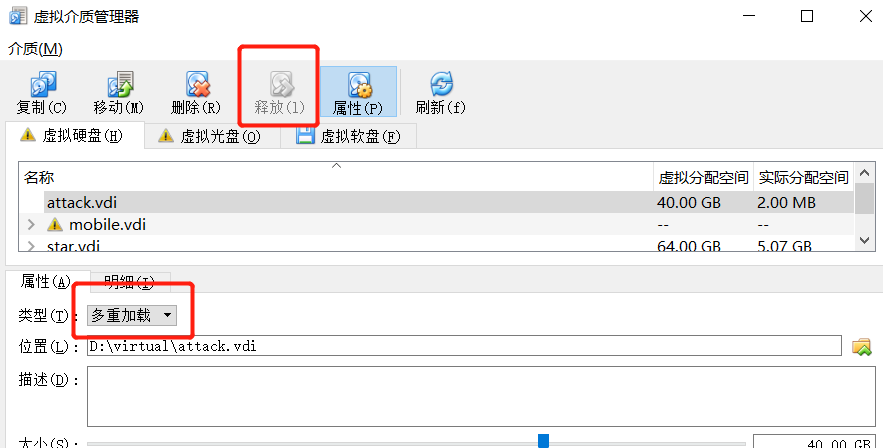 虚拟介质管理器
介质(M)
复制(C) 移动(M) 删除(R) 释放(l) 属性(P) 刷新(f)
虚拟硬盘(H) 虚拟光盘(O) 虚拟软盘(F)
名称 虚拟分配空间 实际分配空间
attack.vdi 40.00 GB 2.00 MB
mobile.vdi -- --
star.vdi 64.00 GB 5.07 GB
属性(A) 明细(I)
类型(T): 多重加载
位置(L): D:\virtual\attack.vdi
描述(D):
大小(S): 40.00 GB